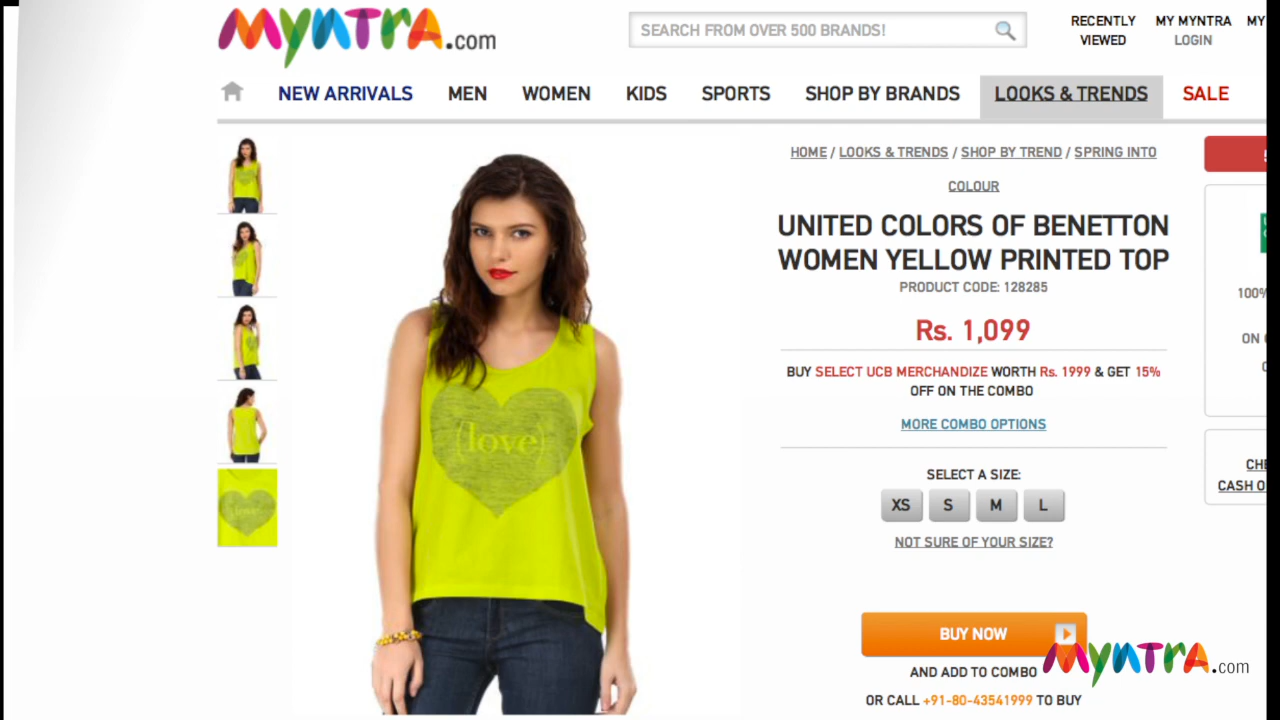 myntra.com
SEARCH FROM OVER 500 BRANDS!
RECENTLY VIEWED
MY MYNTRA
LOGIN
MY
NEW ARRIVALS
MEN
WOMEN
KIDS
SPORTS
SHOP BY BRANDS
LOOKS & TRENDS
SALE
HOME / LOOKS & TRENDS / SHOP BY TREND / SPRING INTO
COLOUR
UNITED COLORS OF BENETTON
WOMEN YELLOW PRINTED TOP
PRODUCT CODE: 128285
Rs. 1,099
BUY SELECT UCB MERCHANDIZE WORTH Rs. 1999 & GET 15%
OFF ON THE COMBO
MORE COMBO OPTIONS
SELECT A SIZE:
XS S M L
NOT SURE OF YOUR SIZE?
BUY NOW
AND ADD TO COMBO
OR CALL +91-80-43541999 TO BUY
(love)
100%
ON
CASH O
myntra.com